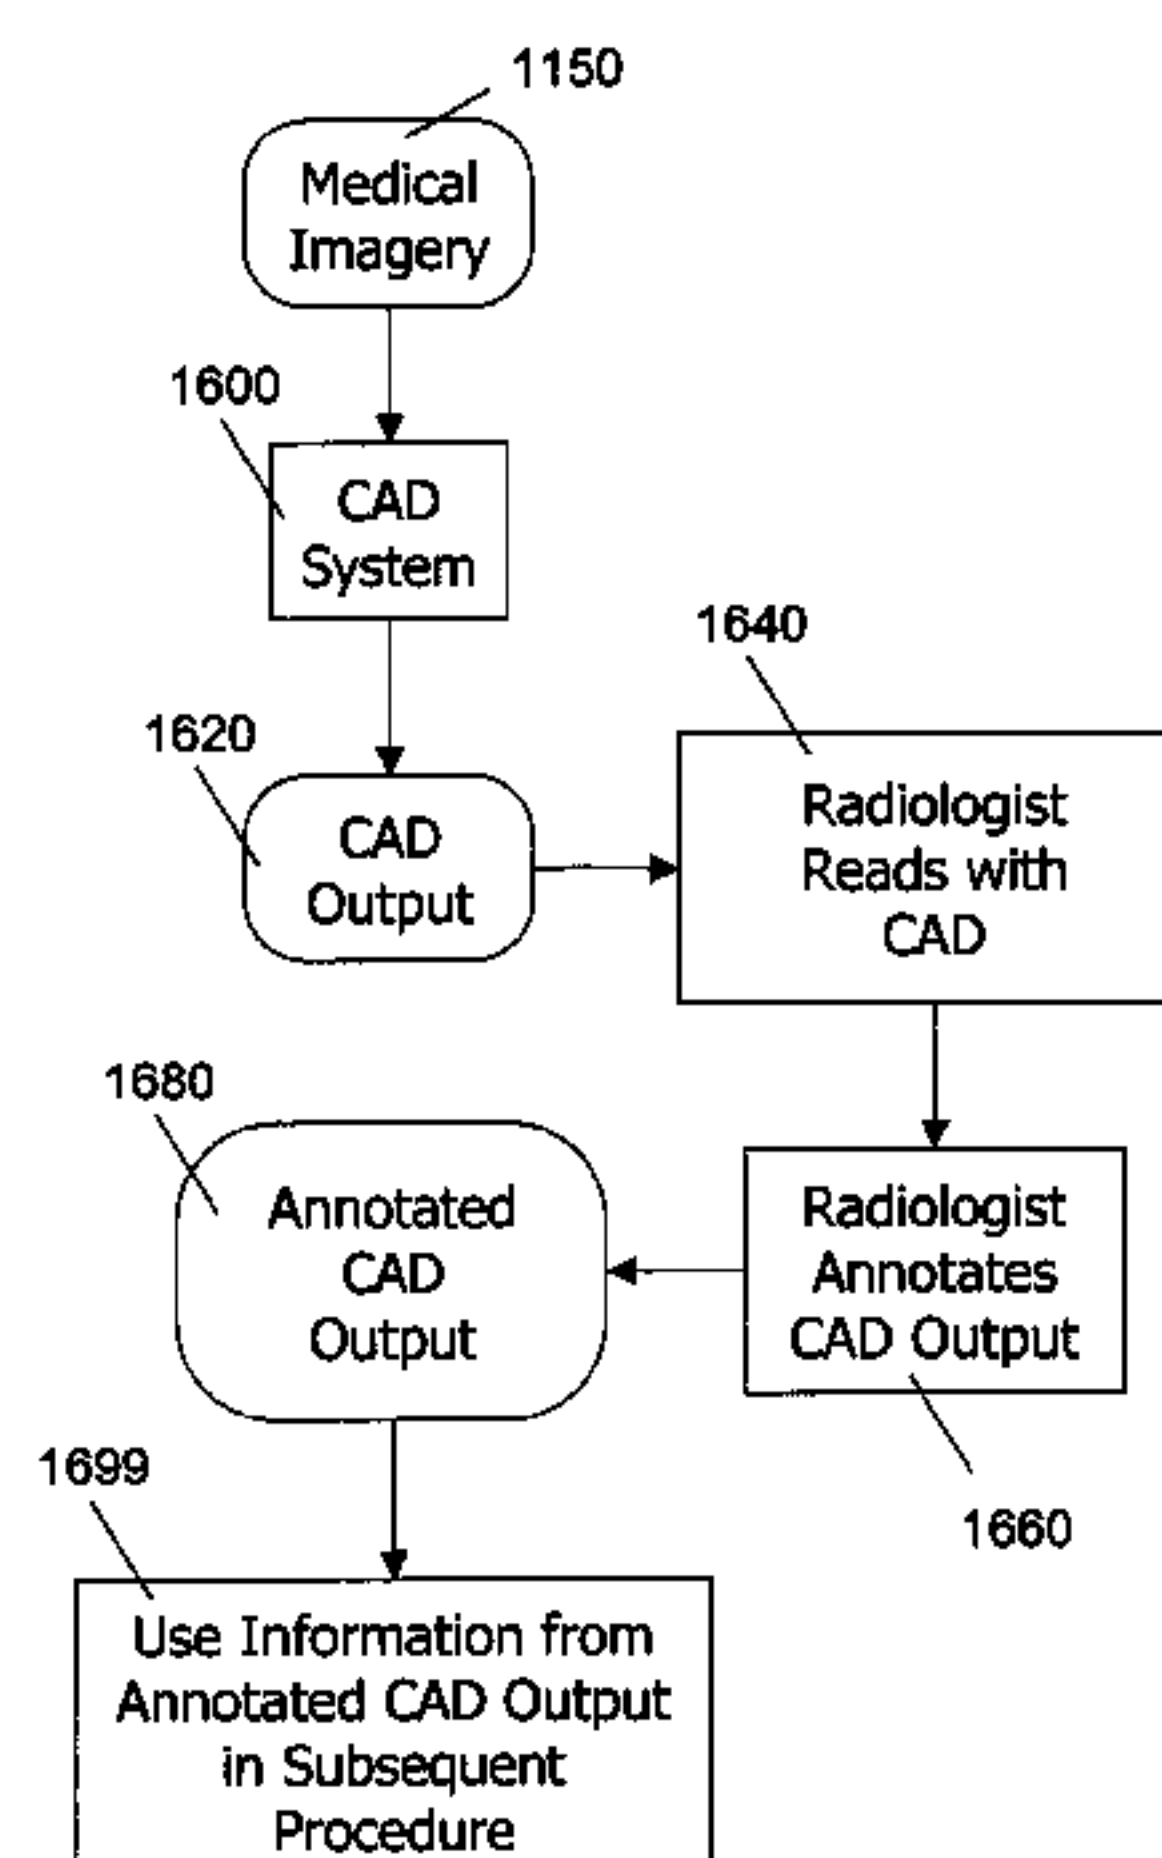 1150
Medical
Imagery
1600
CAD
System
1640
1620
CAD
Output
Radiologist
Reads with
CAD
1680
Annotated
CAD
Output
Radiologist
Annotates
CAD Output
1699
1660
Use Information from
Annotated CAD Output
in Subsequent
Procedure